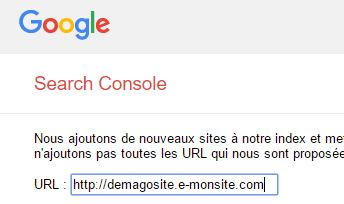 Google
Search Console
Nous ajoutons de nouveaux sites à notre index et me
n'ajoutons pas toutes les URL qui nous sont proposée
URL : http://demagosite.e-monsite.com